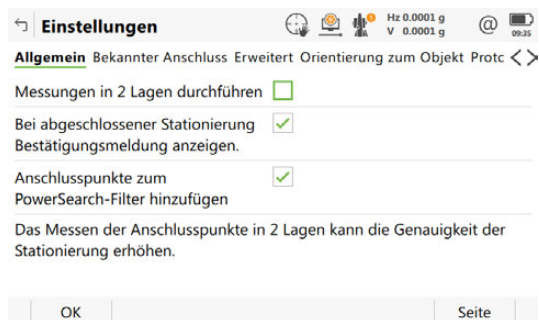 Einstellungen
Hz 0.0001 g
V 0.0001 g
@
09:35
Allgemein Bekannter Anschluss Erweitert Orientierung zum Objekt Protc < >
Messungen in 2 Lagen durchführen
Bei abgeschlossener Stationierung
Bestätigungsmeldung anzeigen.
Anschlusspunkte zum
PowerSearch-Filter hinzufügen
Das Messen der Anschlusspunkte in 2 Lagen kann die Genauigkeit der
Stationierung erhöhen.
OK
Seite